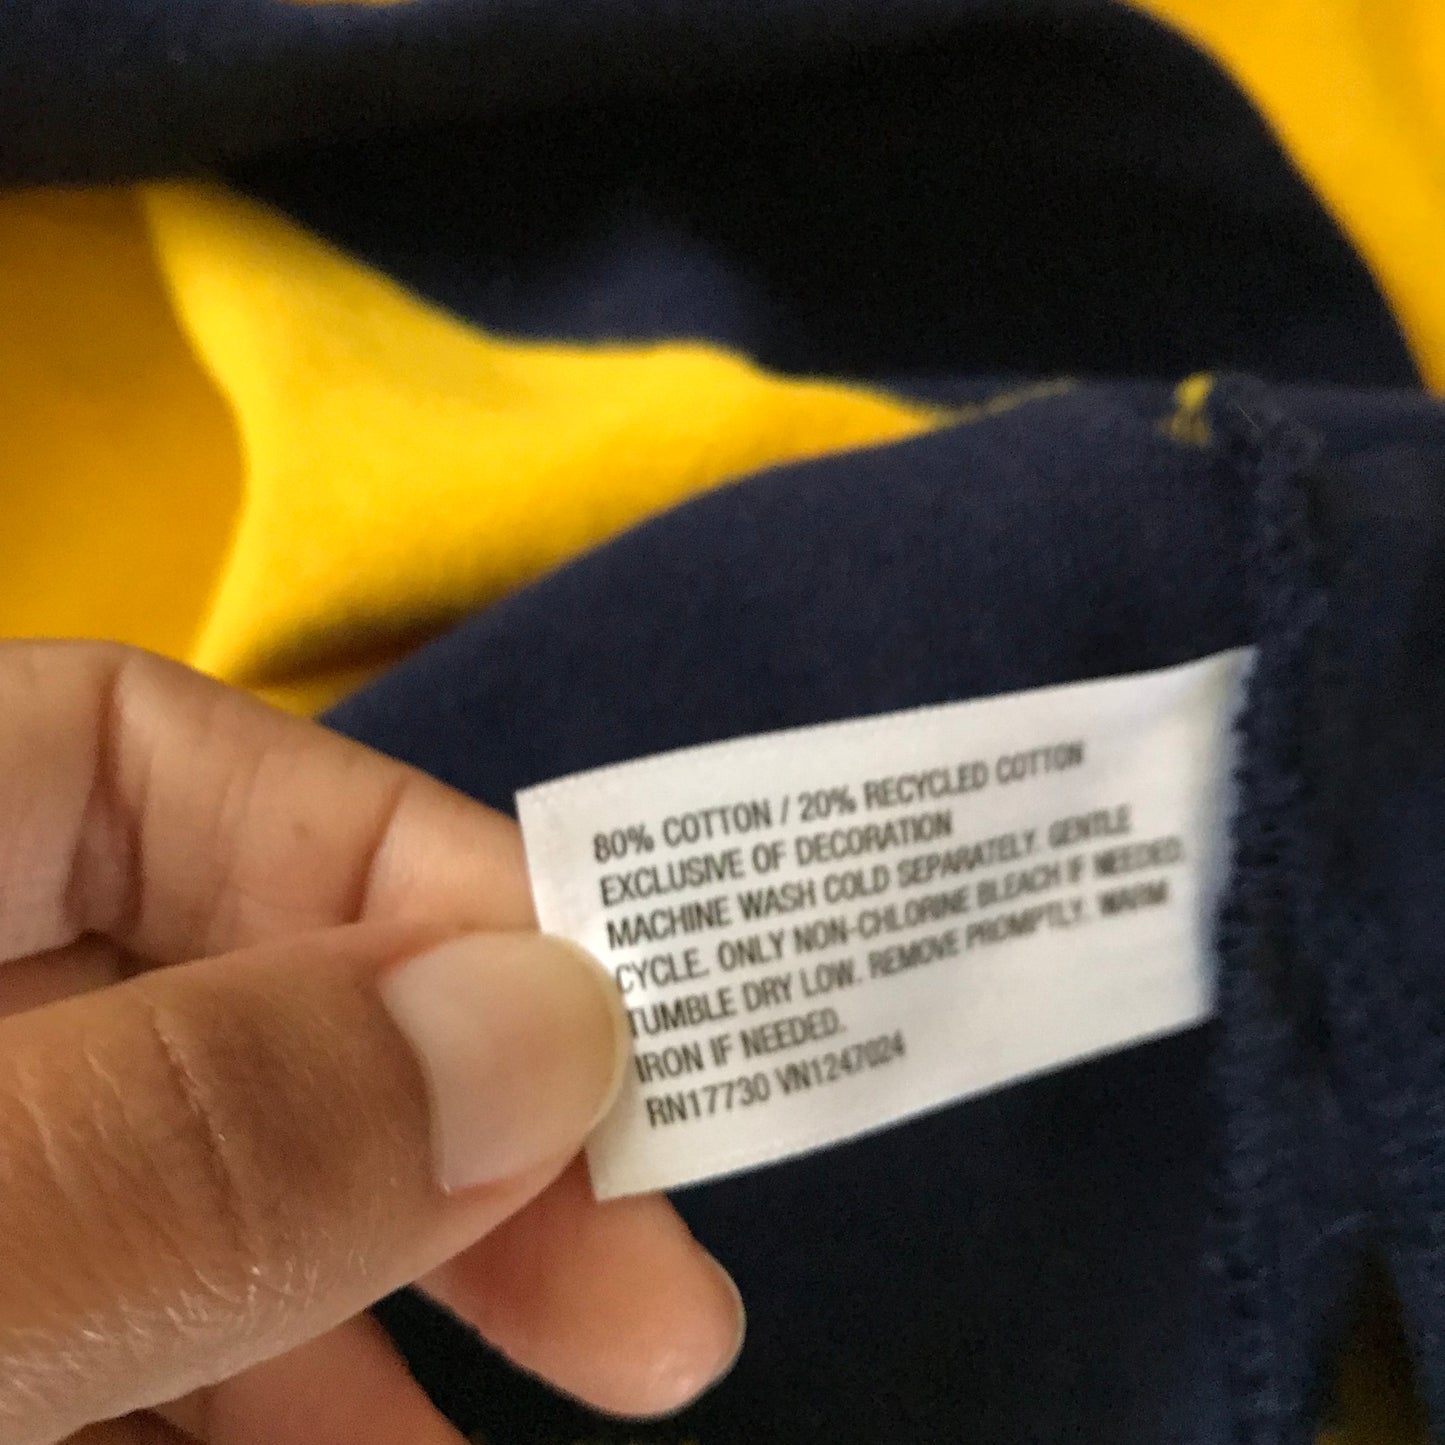 80% COTTON / 20% RECYCLED COTTON
EXCLUSIVE OF DECORATION
MACHINE WASH COLD SEPARATELY. GENTLE
CYCLE. ONLY NON-CHLORINE BLEACH IF NEEDED.
TUMBLE DRY LOW. REMOVE PROMPTLY. WARM
IRON IF NEEDED.
RN17730 VN1247024